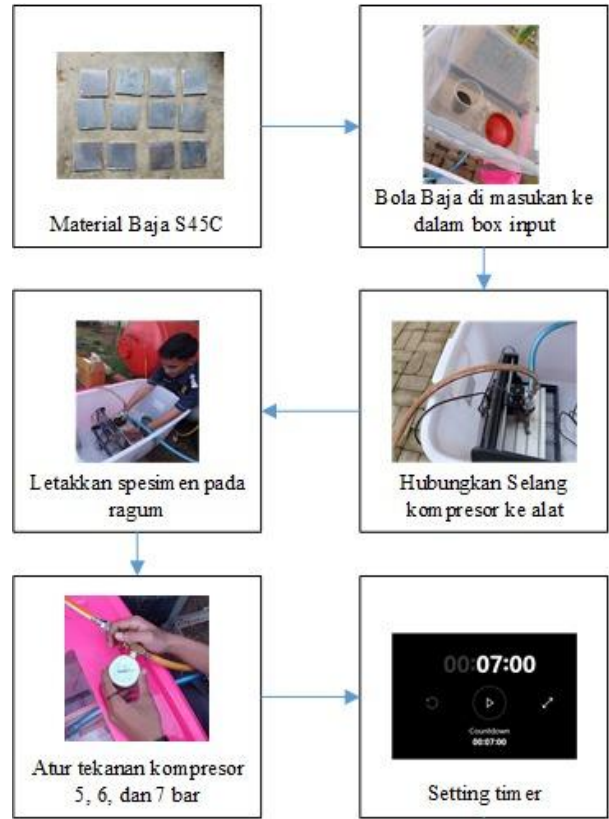 Material Baja S45C
Bola Baja di masukan ke
dalam box input
Letakkan spesimen pada
ragum
Hubungkan Selang
kompresor ke alat
Atur tekanan kompresor
5, 6, dan 7 bar
00:07:00
Countdown
00:07:00
Setting timer